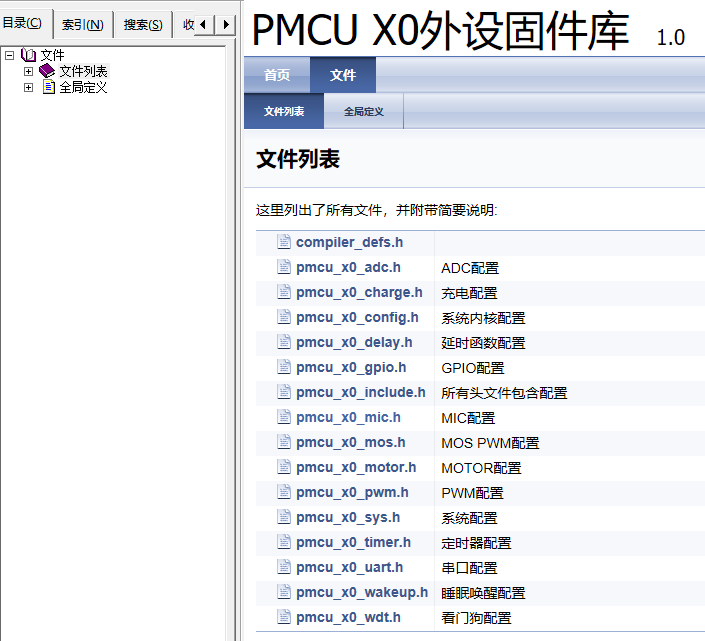 目录(C) 索引(N) 搜索(S) 收
文件
文件列表
全局定义
PMCU X0外设固件库 1.0
首页 文件
文件列表 全局定义
文件列表
这里列出了所有文件，并附带简要说明:
compiler_defs.h
pmcu_x0_adc.h ADC配置
pmcu_x0_charge.h 充电配置
pmcu_x0_config.h 系统内核配置
pmcu_x0_delay.h 延时函数配置
pmcu_x0_gpio.h GPIO配置
pmcu_x0_include.h 所有头文件包含配置
pmcu_x0_mic.h MIC配置
pmcu_x0_mos.h MOS PWM配置
pmcu_x0_motor.h MOTOR配置
pmcu_x0_pwm.h PWM配置
pmcu_x0_sys.h 系统配置
pmcu_x0_timer.h 定时器配置
pmcu_x0_uart.h 串口配置
pmcu_x0_wakeup.h 睡眠唤醒配置
pmcu_x0_wdt.h 看门狗配置